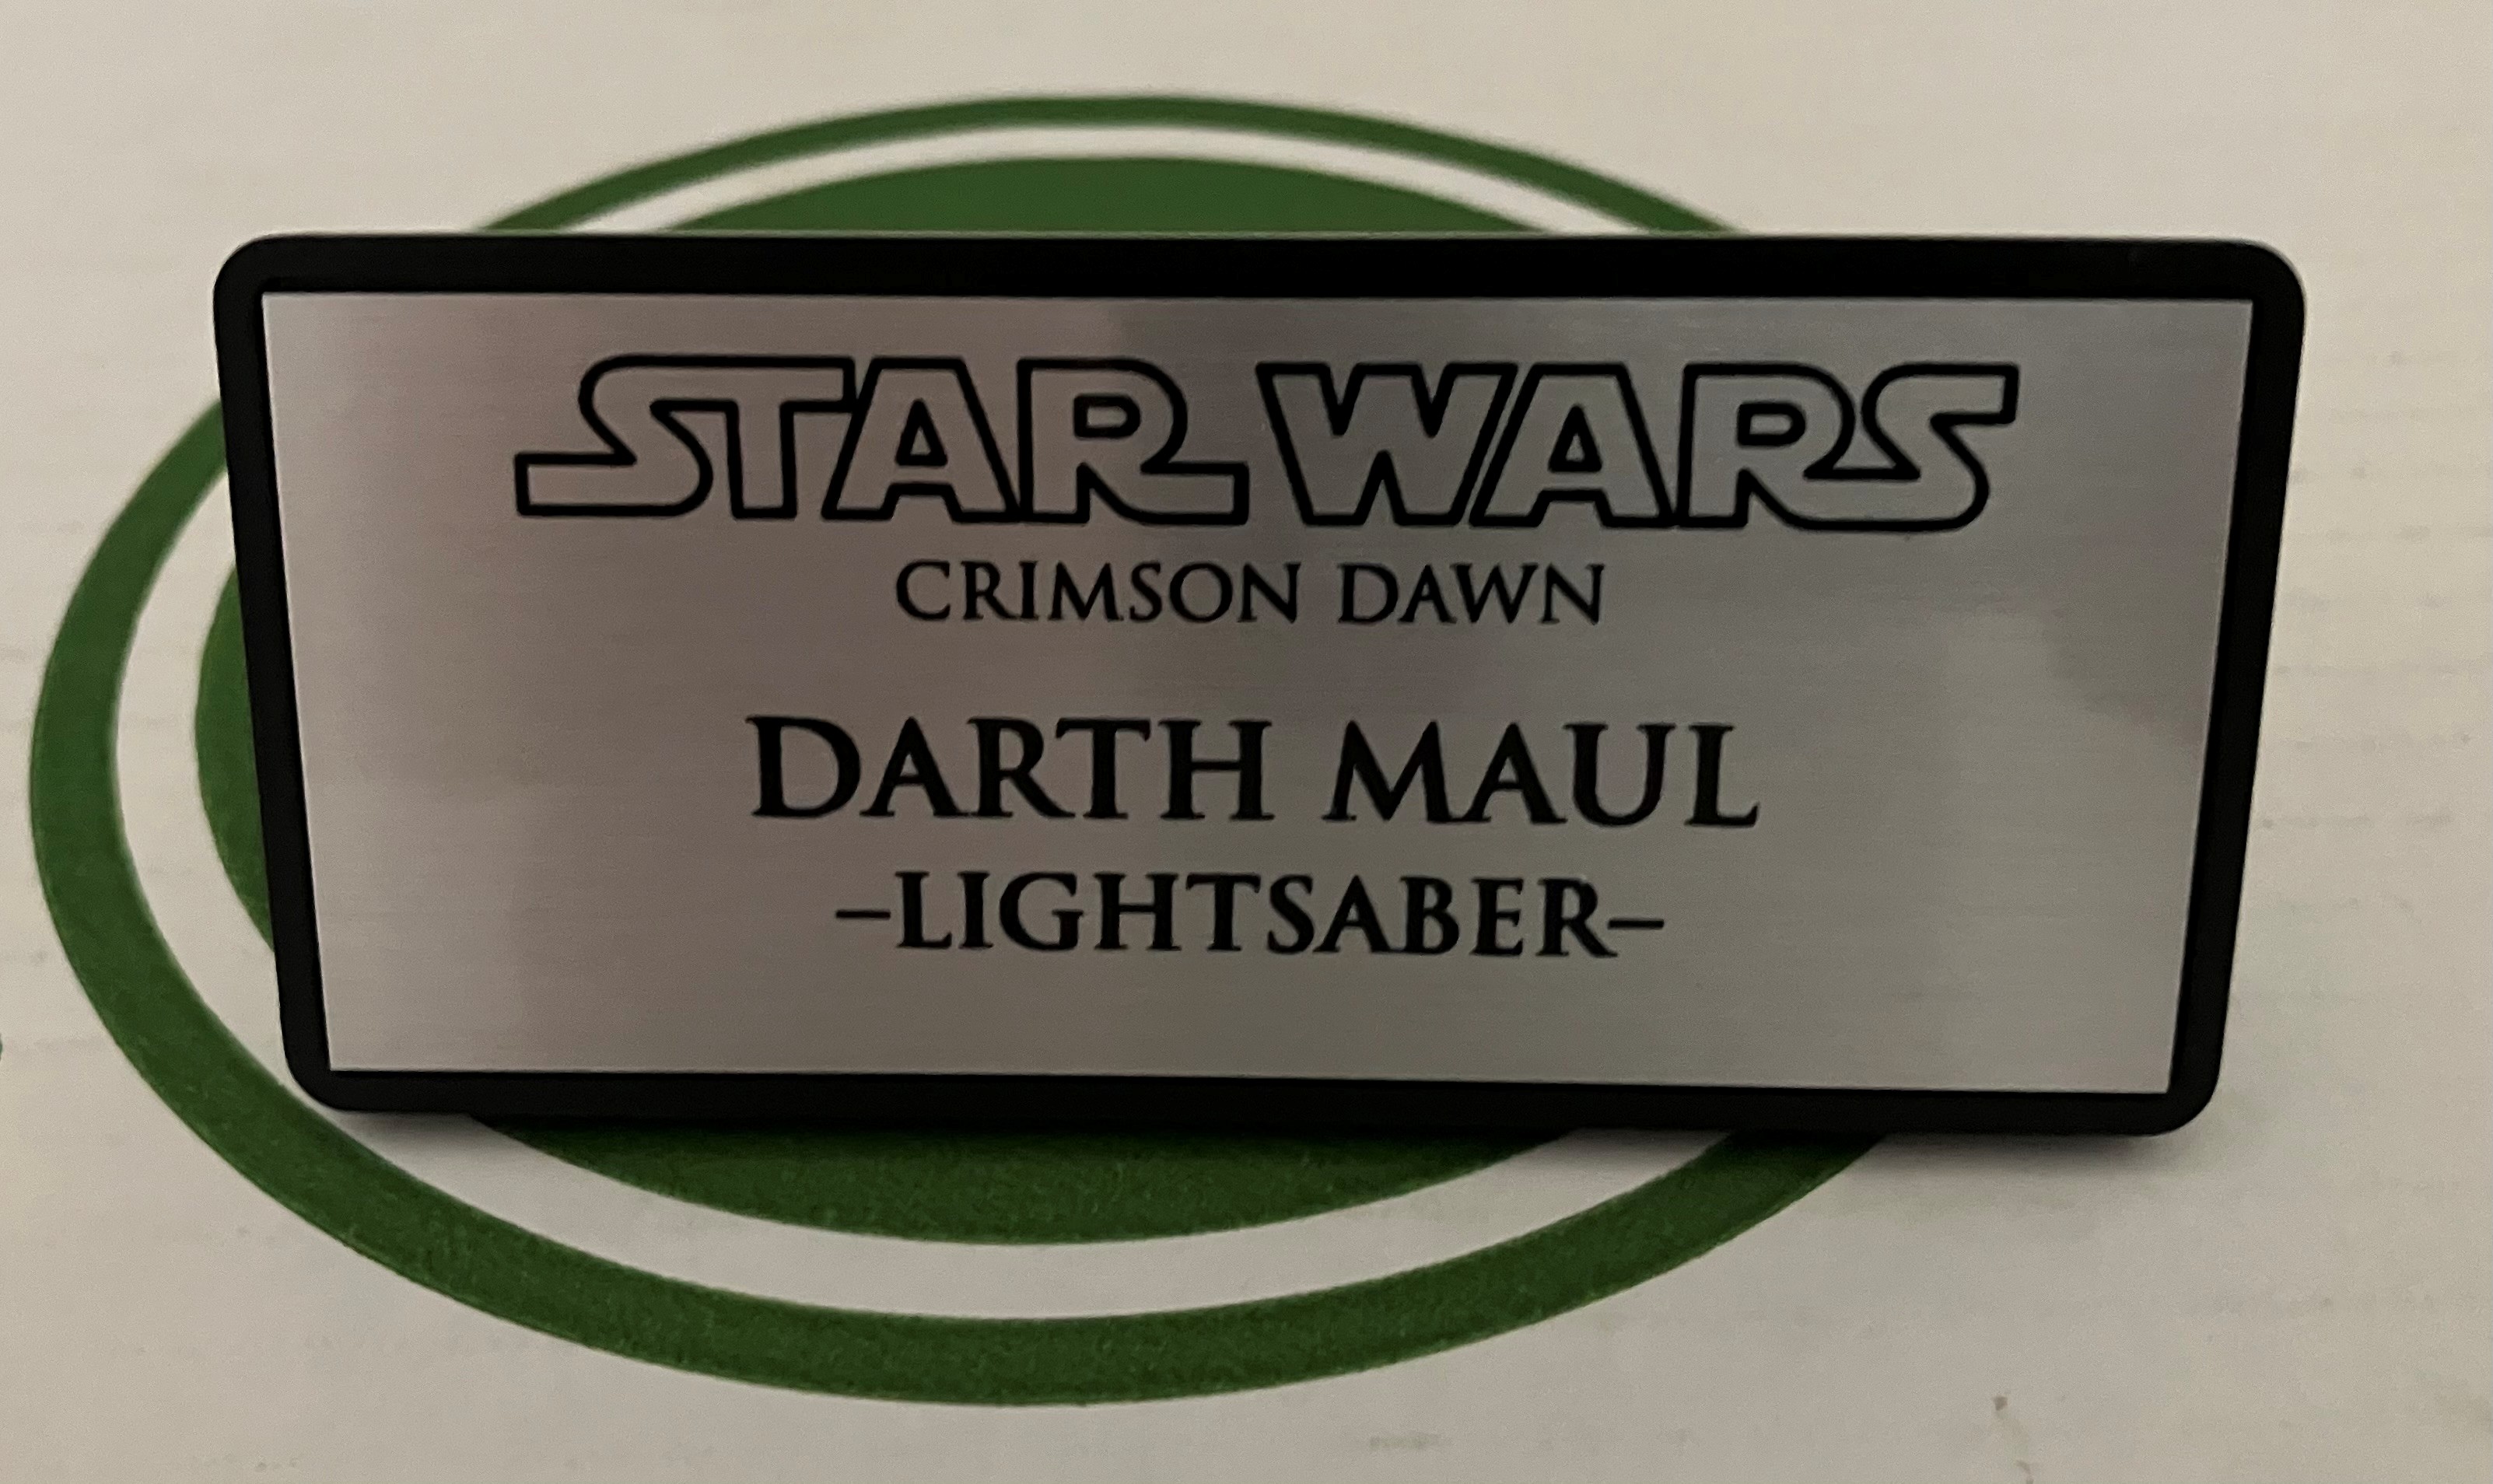 STAR WARS
CRIMSON DAWN
DARTH MAUL
–LIGHTSABER–